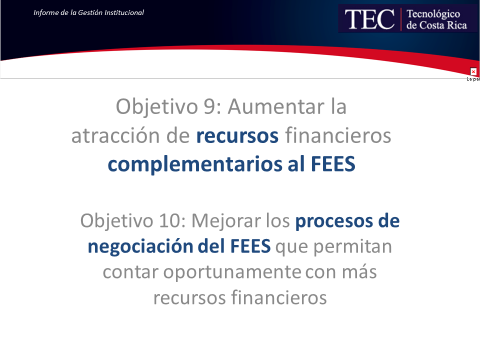 Informe de la Gestión Institucional
TEC | Tecnológico
de Costa Rica
Objetivo 9: Aumentar la
atracción de recursos financieros
complementarios al FEES
Objetivo 10: Mejorar los procesos de
negociación del FEES que permitan
contar oportunamente con más
recursos financieros